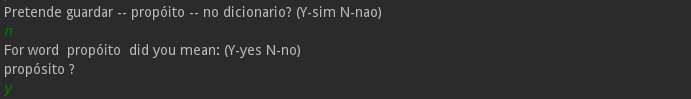 Pretende guardar -- propóito -- no dicionario? (Y-sim N-nao)
n
For word  propóito  did you mean: (Y-yes N-no)
propósito ?
y